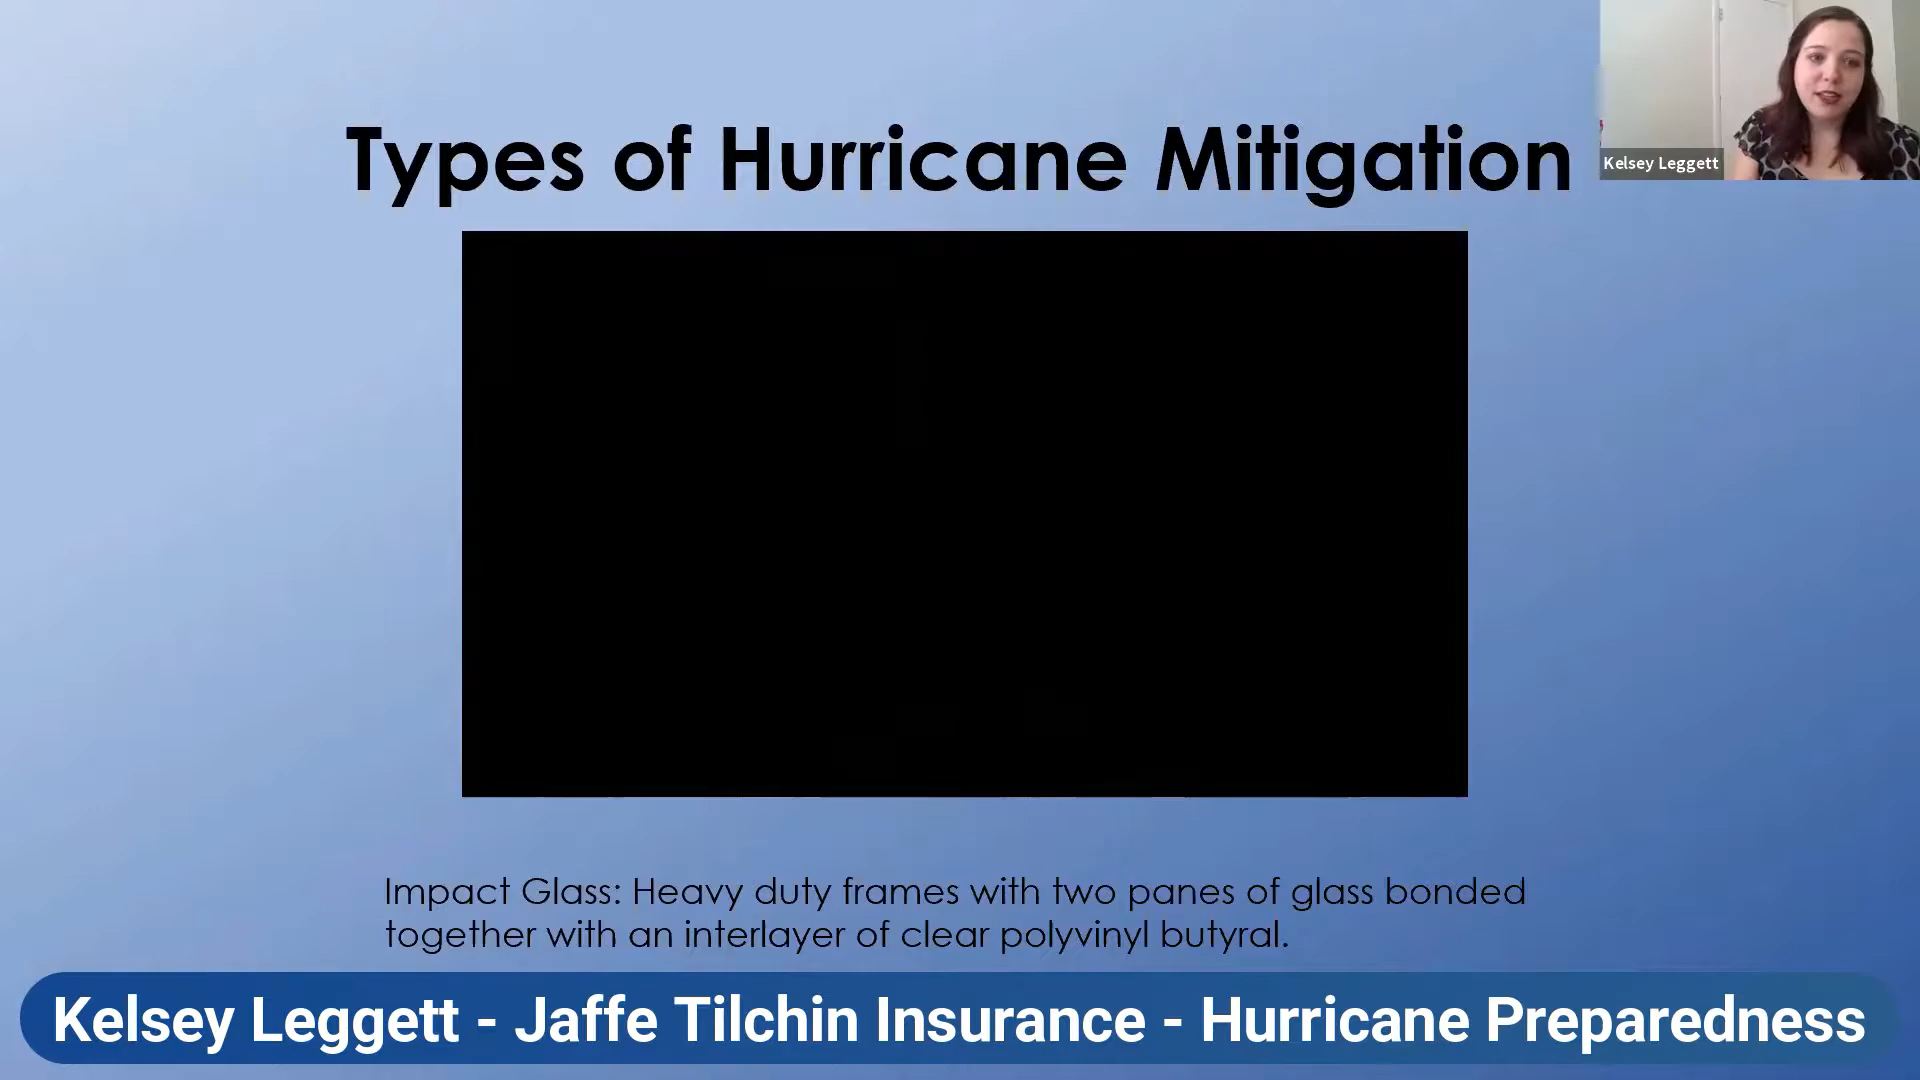 Types of Hurricane Mitigation
Kelsey Leggett
Impact Glass: Heavy duty frames with two panes of glass bonded
together with an interlayer of clear polyvinyl butyral.
Kelsey Leggett - Jaffe Tilchin Insurance - Hurricane Preparedness